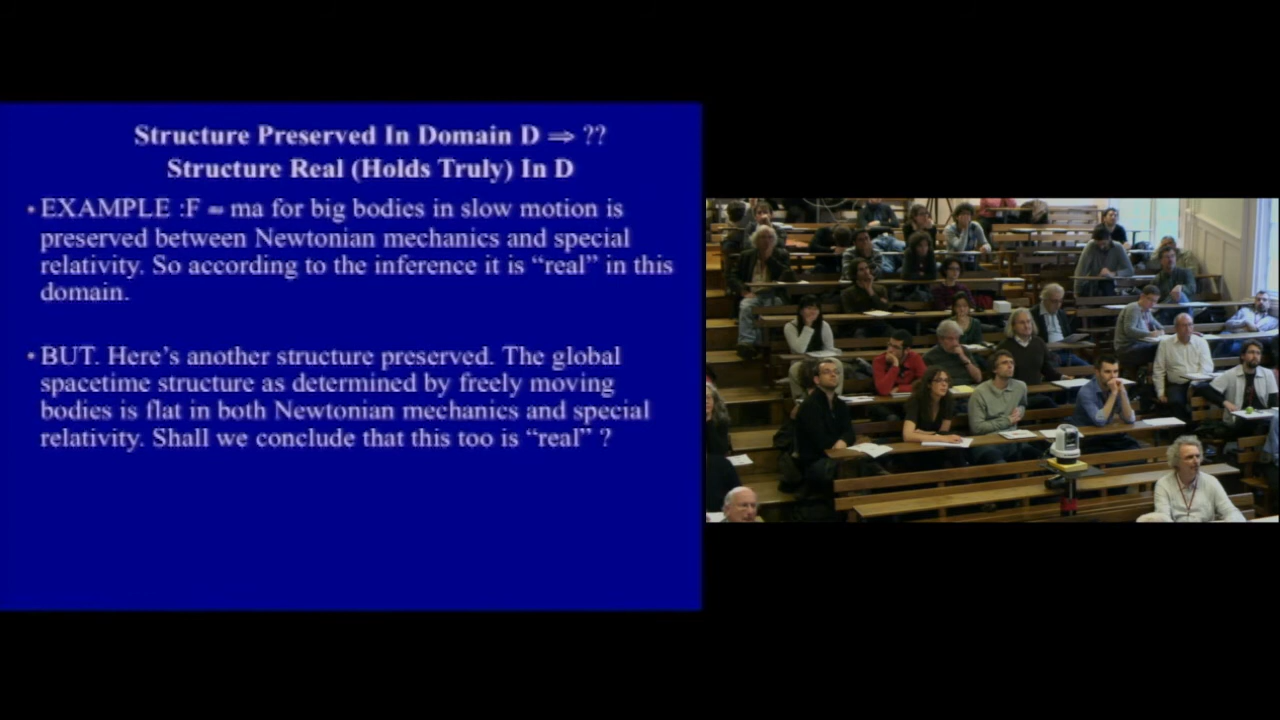 Structure Preserved In Domain D ⇒ ??
Structure Real (Holds Truly) In D
• EXAMPLE :F = ma for big bodies in slow motion is
preserved between Newtonian mechanics and special
relativity. So according to the inference it is “real” in this
domain.
• BUT. Here’s another structure preserved. The global
spacetime structure as determined by freely moving
bodies is flat in both Newtonian mechanics and special
relativity. Shall we conclude that this too is “real” ?